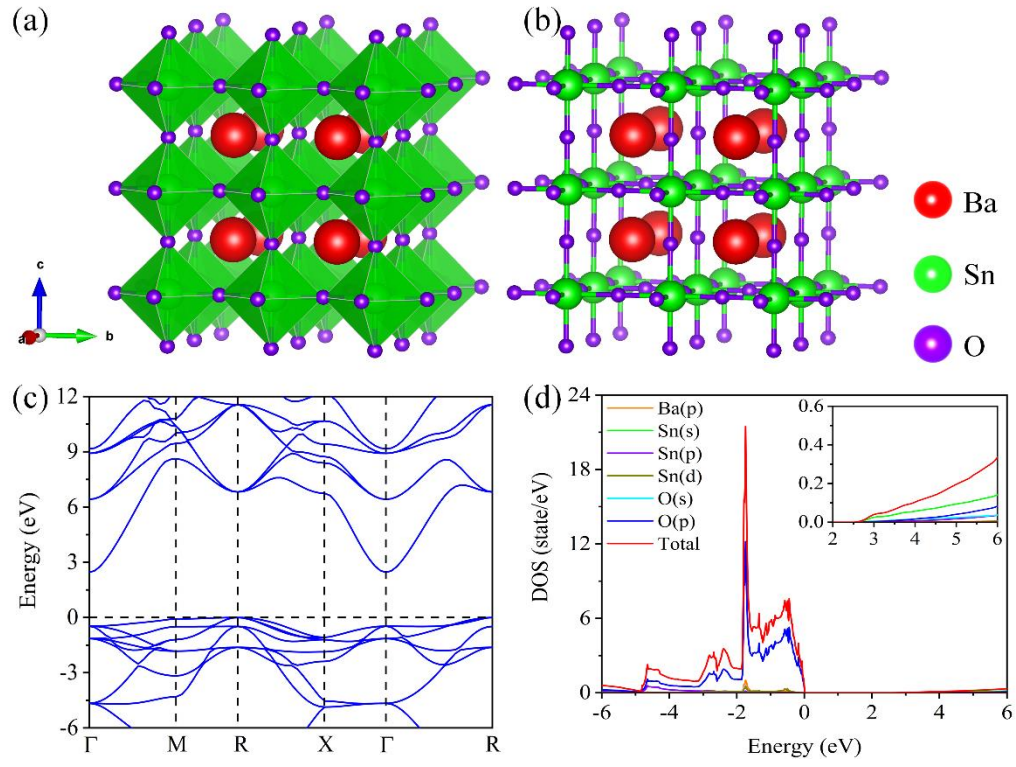 (a)
(b)
Ba
Sn
O
c
a
b
(c)
12
9
6
3
0
-3
-6
Energy (eV)
Γ M R X Γ R
(d)
24
18
12
6
0
DOS (state/eV)
Ba(p)
Sn(s)
Sn(p)
Sn(d)
O(s)
O(p)
Total
0.6
0.4
0.2
0.0
2 3 4 5 6
-6 -4 -2 0 2 4 6
Energy (eV)